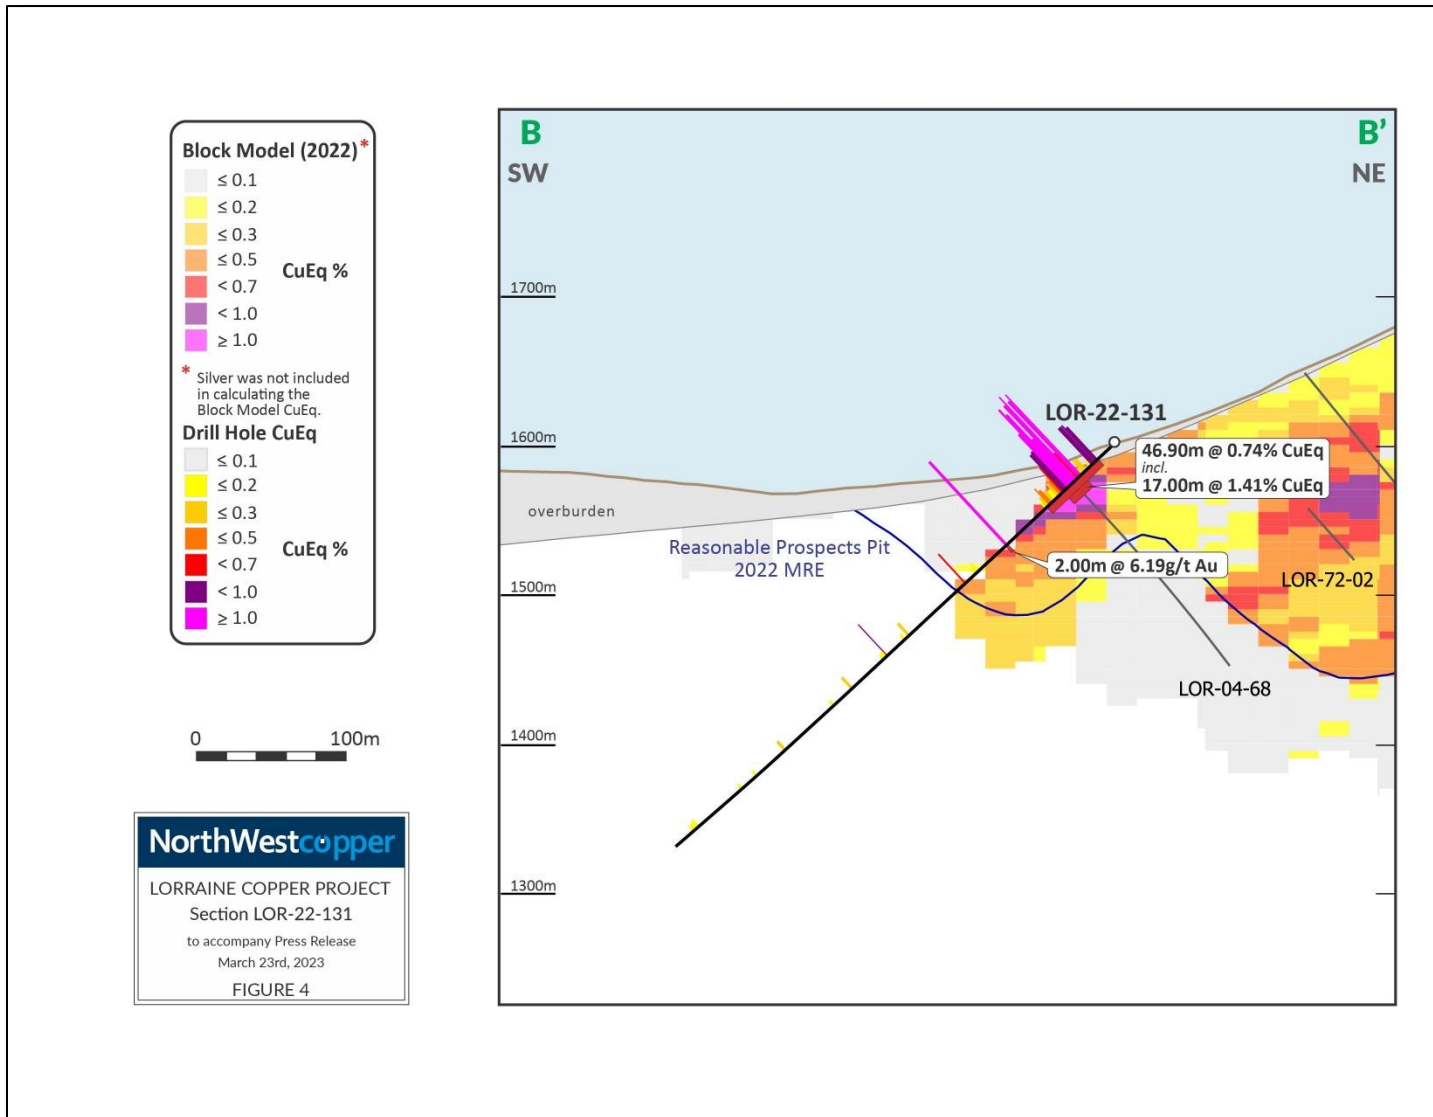 Block Model (2022)*
≤ 0.1
≤ 0.2
≤ 0.3
≤ 0.5
< 0.7
< 1.0
≥ 1.0
CuEq %
* Silver was not included
in calculating the
Block Model CuEq.
Drill Hole CuEq
≤ 0.1
≤ 0.2
≤ 0.3
≤ 0.5
< 0.7
< 1.0
≥ 1.0
CuEq %
0 100m
NorthWestcopper
LORRAINE COPPER PROJECT
Section LOR-22-131
to accompany Press Release
March 23rd, 2023
FIGURE 4
B
SW
B’
NE
1700m
1600m
1500m
1400m
1300m
overburden
Reasonable Prospects Pit
2022 MRE
LOR-22-131
46.90m @ 0.74% CuEq
incl.
17.00m @ 1.41% CuEq
2.00m @ 6.19g/t Au
LOR-72-02
LOR-04-68